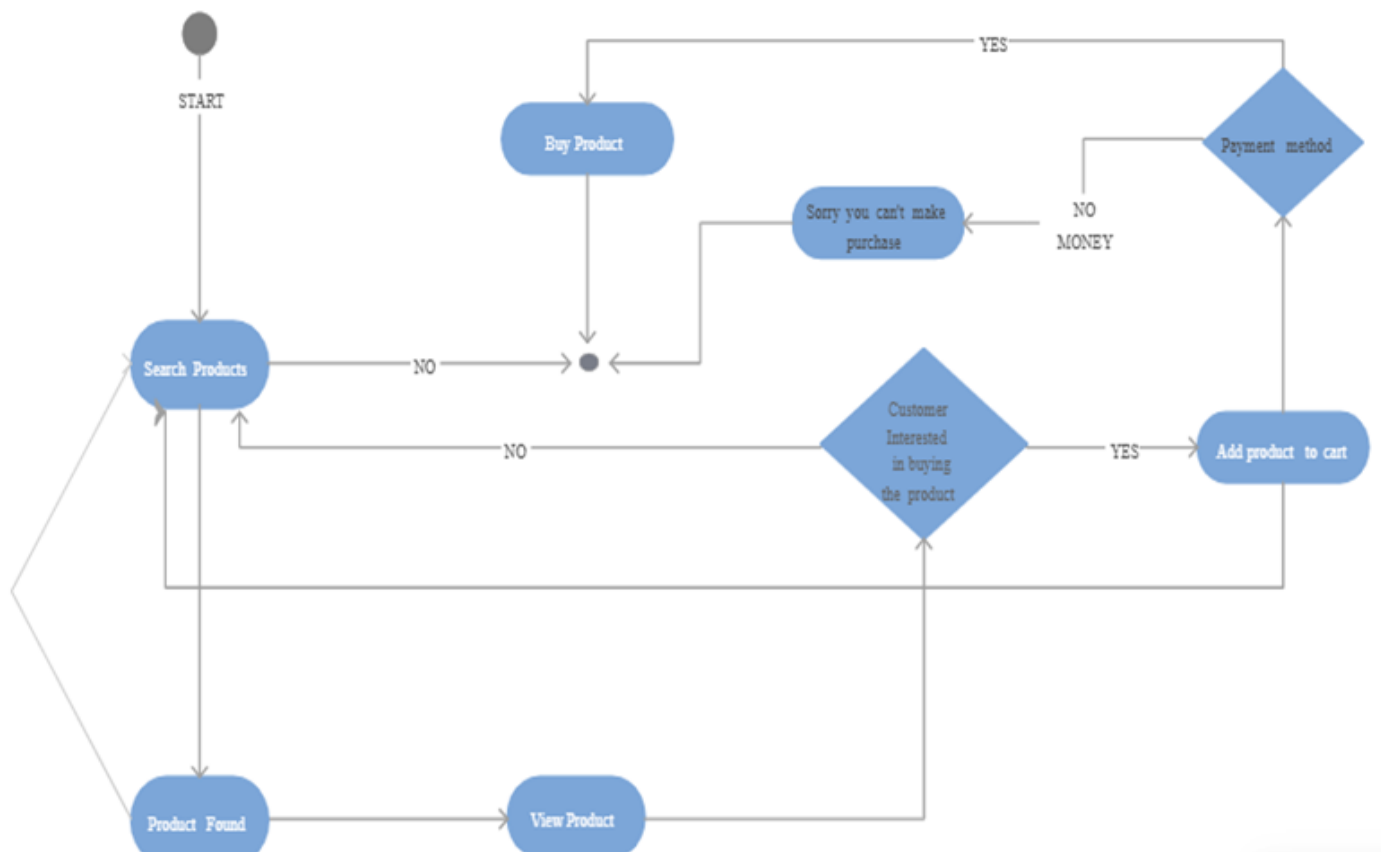 START
YES
Buy Product
Payment method
Sorry you can't make
purchase
NO
MONEY
Search Products
NO
Customer
Interested
in buying
the product
NO
YES
Add product to cart
Product Found
View Product